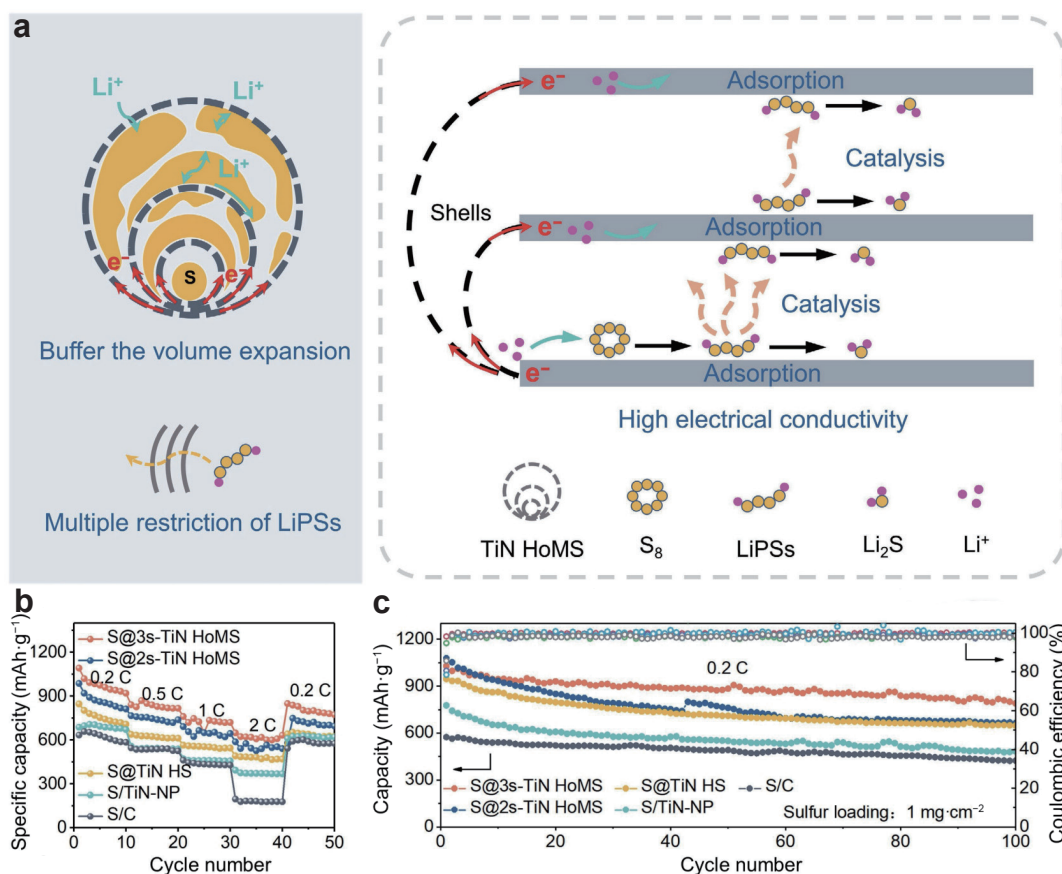 a
Li⁺
Li⁺
Li⁺
S
e⁻
e⁻
Buffer the volume expansion
Multiple restriction of LiPSs
e⁻
Adsorption
Catalysis
Shells
e⁻
Adsorption
Catalysis
e⁻
Adsorption
High electrical conductivity
TiN HoMS
S₈
LiPSs
Li₂S
Li⁺
b
Specific capacity (mAh·g⁻¹)
1200
900
600
300
0
S@3s-TiN HoMS
S@2s-TiN HoMS
0.2 C
0.5 C
1 C
2 C
0.2 C
S@TiN HS
S/TiN-NP
S/C
0
10
20
30
40
50
Cycle number
c
Capacity (mAh·g⁻¹)
1200
900
600
300
0
0.2 C
S@3s-TiN HoMS
S@TiN HS
S/C
S@2s-TiN HoMS
S/TiN-NP
Sulfur loading: 1 mg·cm⁻²
0
20
40
60
80
100
Cycle number
100
80
60
40
20
0
Coulombic efficiency (%)